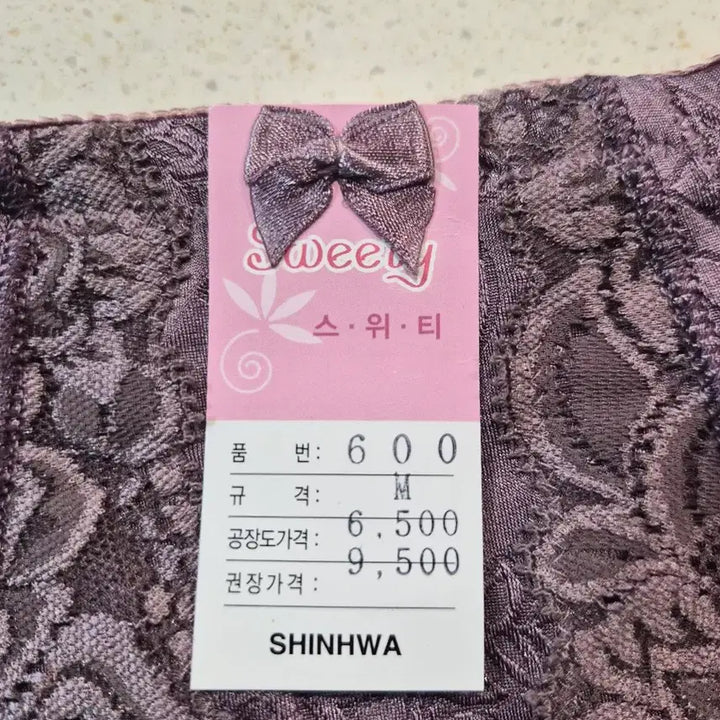 Sweety
스·위·티
품 번: 600
규 격: M
공장도가격: 6,500
권장가격: 9,500
SHINHWA